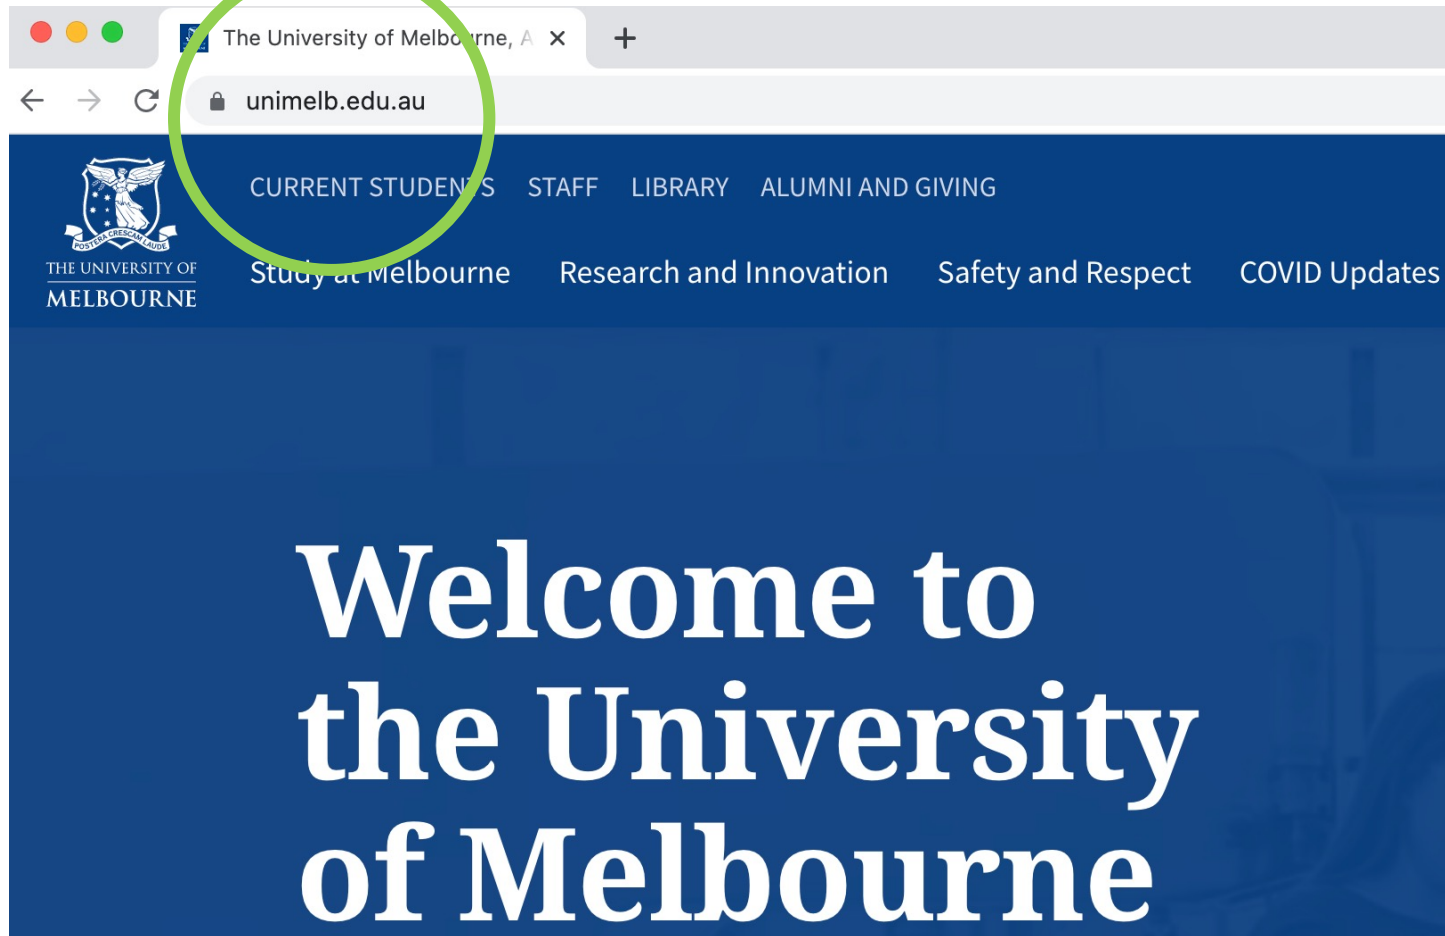 The University of Melbourne, A
unimelb.edu.au
CURRENT STUDENTS STAFF LIBRARY ALUMNI AND GIVING
POSTERA CRESCAM LAUDE
THE UNIVERSITY OF
MELBOURNE
Study at Melbourne Research and Innovation Safety and Respect COVID Updates
Welcome to
the University
of Melbourne